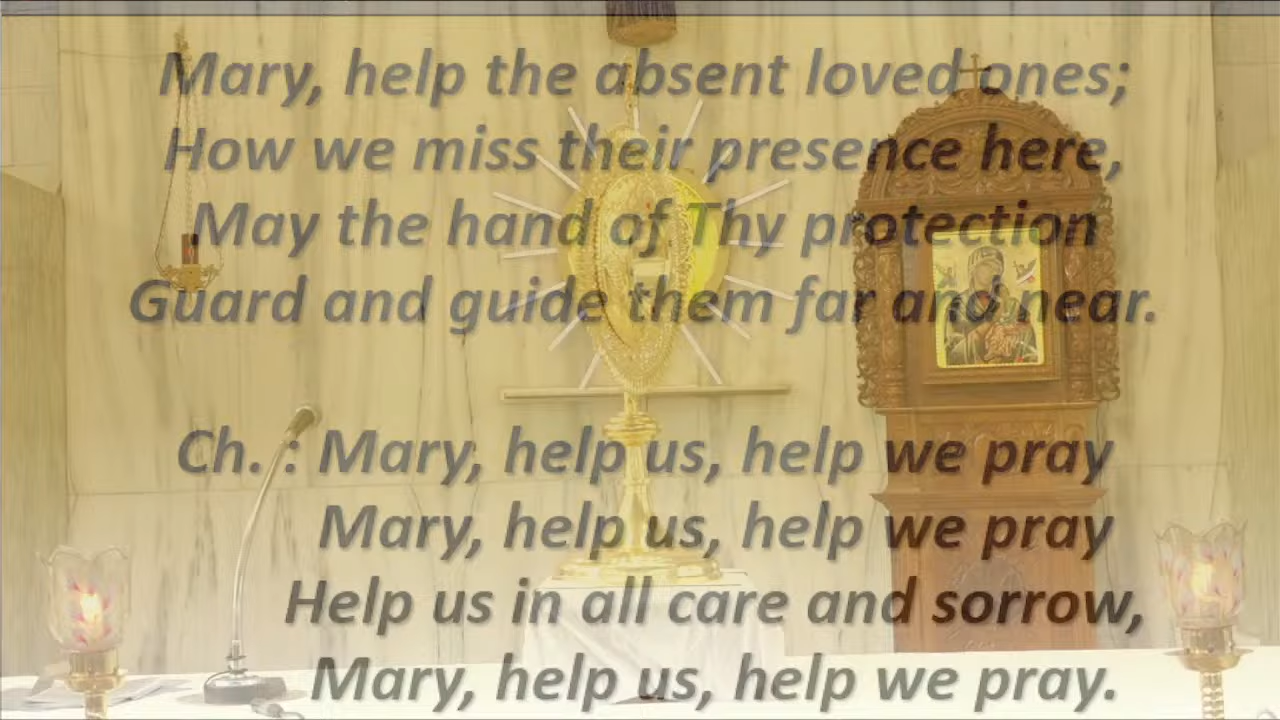 Mary, help the absent loved ones;
How we miss their presence here,
May the hand of Thy protection
Guard and guide them far and near.
Ch. : Mary, help us, help we pray
Mary, help us, help we pray
Help us in all care and sorrow,
Mary, help us, help we pray.